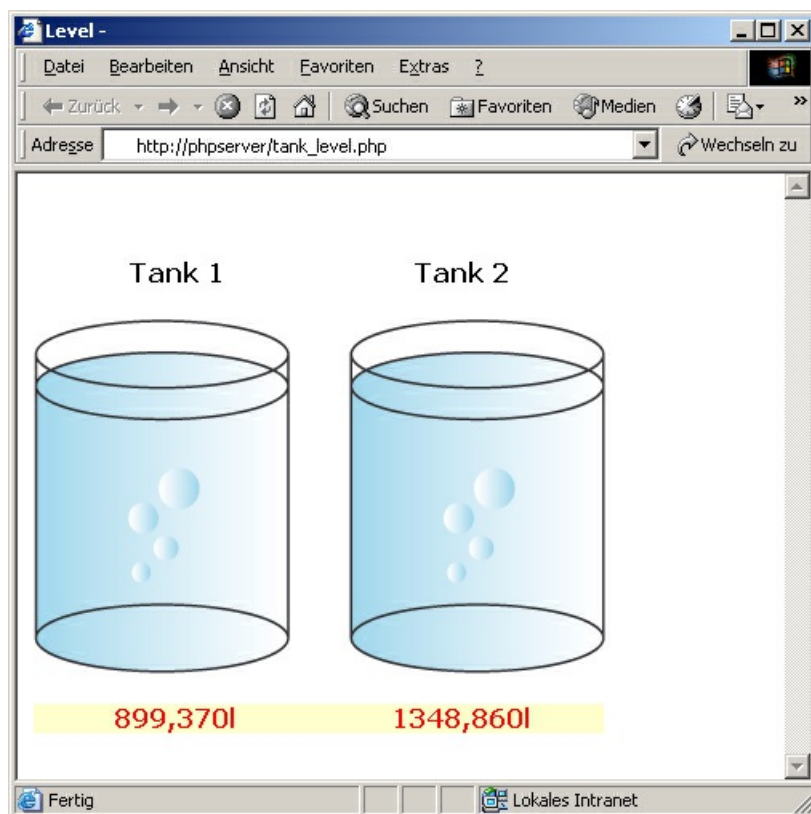 Level -
Datei Bearbeiten Ansicht Favoriten Extras ?
Zurück Suchen Favoriten Medien »
Adresse http://phpserver/tank_level.php Wechseln zu
Tank 1 Tank 2
899,370l 1348,860l
Fertig Lokales Intranet